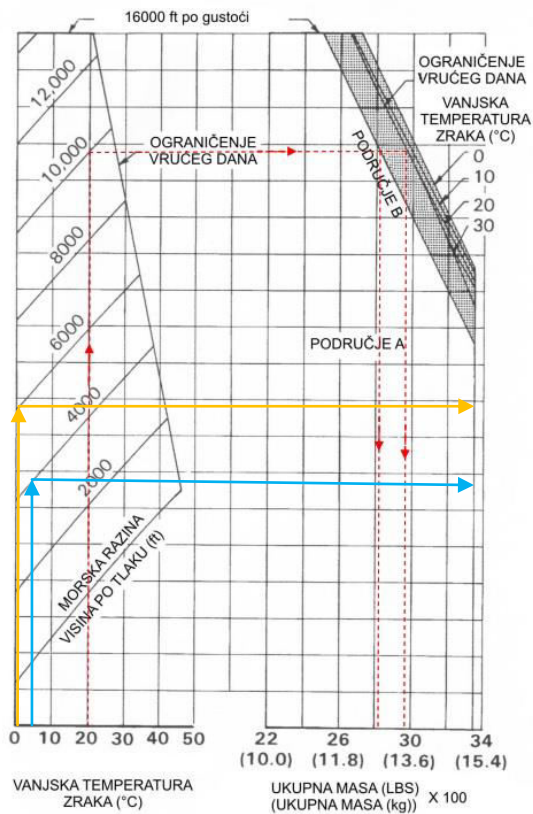 16000 ft po gustoći
OGRANIČENJE
VRUĆEG DANA
VANJSKA
TEMPERATURA
ZRAKA (°C)
0
10
20
30
12,000
10,000
8000
6000
4000
2000
OGRANIČENJE
VRUĆEG DANA
PODRUČJE B
PODRUČJE A
MORSKA RAZINA
VISINA PO TLAKU (ft)
0 10 20 30 40 50
22 26 30 34
(10.0) (11.8) (13.6) (15.4)
VANJSKA TEMPERATURA
ZRAKA (°C)
UKUPNA MASA (LBS)
(UKUPNA MASA (kg)) X 100